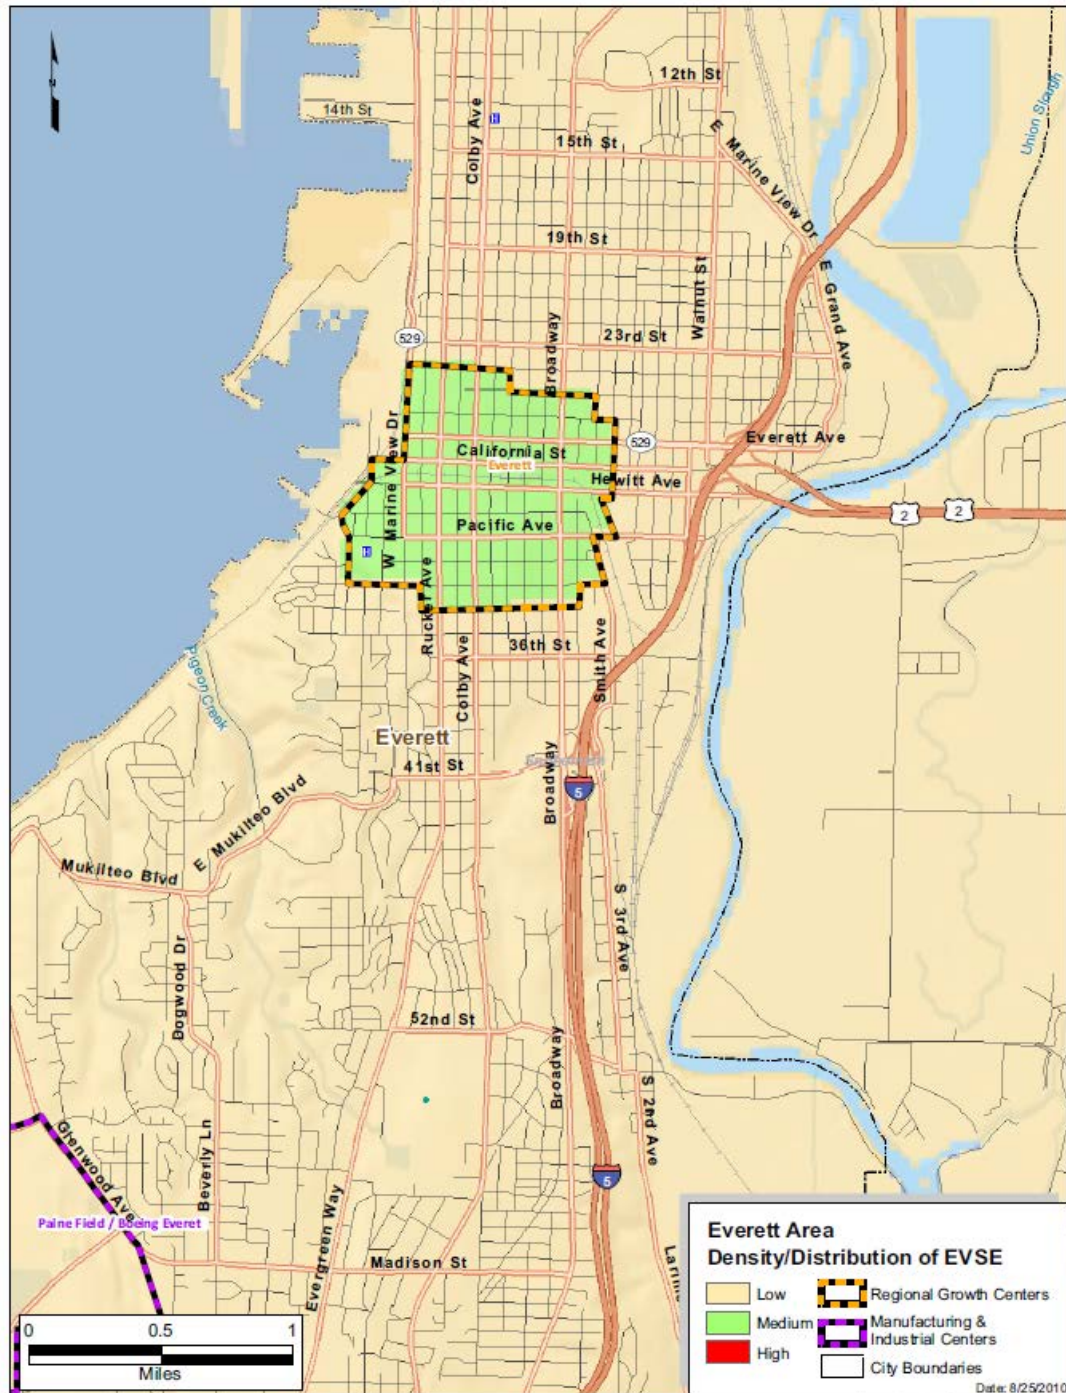 12th St
14th St
Colby Ave
H
15th St
E Marine View Dr
Union Slough
19th St
Walnut St
E Grand Ave
Broadway
23rd St
529
W Marine View Dr
529
Everett Ave
California St
Everett
Hewitt Ave
2
2
Pacific Ave
H
Rucker Ave
36th St
Colby Ave
Smith Ave
Pigeon Creek
Everett
41st St
Broadway
5
E Mukilteo Blvd
Mukilteo Blvd
S 3rd Ave
Dogwood Dr
52nd St
Broadway
S 2nd Ave
Glenwood Ave
Beverly Ln
5
Paine Field / Boeing Everet
Evergreen Way
Madison St
Everett Area
Density/Distribution of EVSE
Low
Medium
High
Regional Growth Centers
Manufacturing &
Industrial Centers
City Boundaries
0 0.5 1
Miles
Date: 8/25/2010